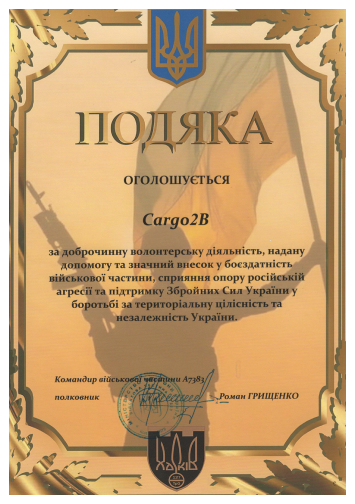 ПОДЯКА
ОГОЛОШУЄТЬСЯ
Cargo2B
за доброчинну волонтерську діяльність, надану
допомогу та значний внесок у боєздатність
військової частини, сприяння опору російській
агресії та підтримку Збройних Сил України у
боротьбі за територіальну цілісність та
незалежність України.
Командир військової частини А7383
полковник Роман ГРИЩЕНКО
ХАРКІВ